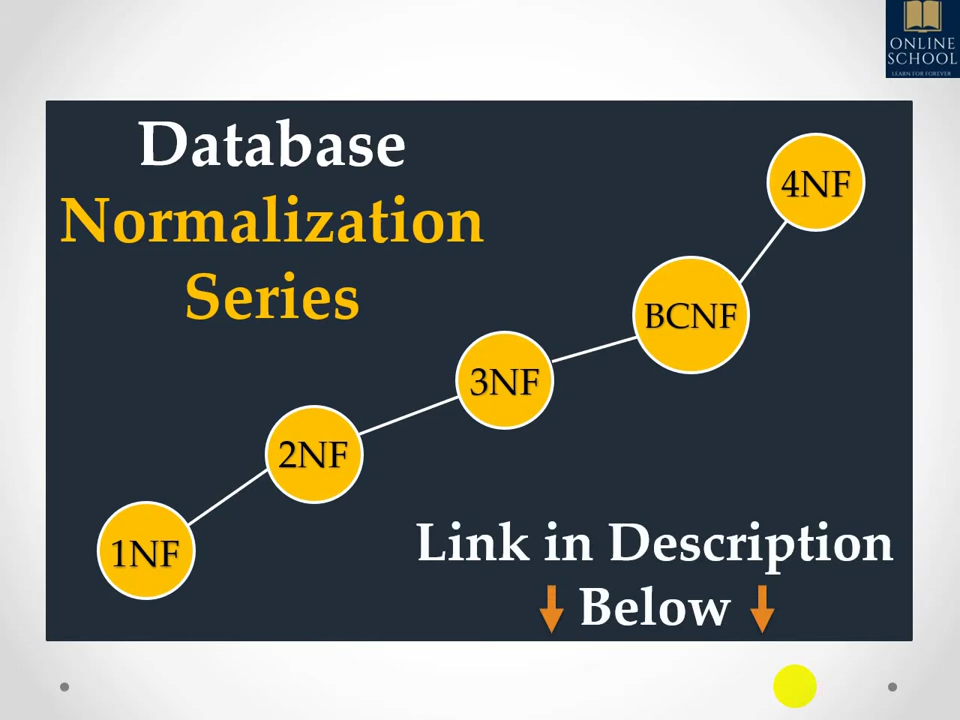 ONLINE
SCHOOL
LEARN FOR FOREVER
Database
Normalization
Series
4NF
BCNF
3NF
2NF
1NF
Link in Description
Below